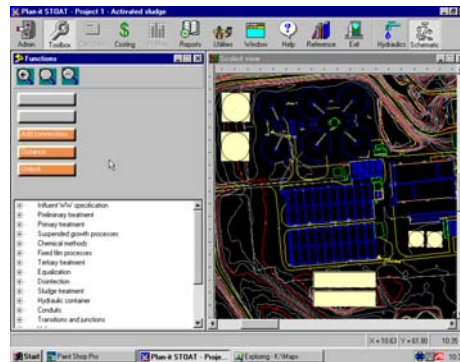 Plan-it STOAT - Project 1 - Activated sludge
Admin
Toolbox
Costing
Reports
Utilities
Window
Help
Reference
Exit
Hydraulics
Schematic
Functions
Scaled view
Add connections
Distance
Unlock
Influent WW specification
Preliminary treatment
Primary treatment
Suspended growth processes
Chemical methods
Fixed film processes
Tertiary treatment
Equalization
Disinfection
Sludge treatment
Hydraulic container
Conduits
Transitions and junctions
X = 10.63 Y = 61.80
10:35
Start
Paint Shop Pro
Plan-it STOAT - Proje...
Exploring - K:\Maps